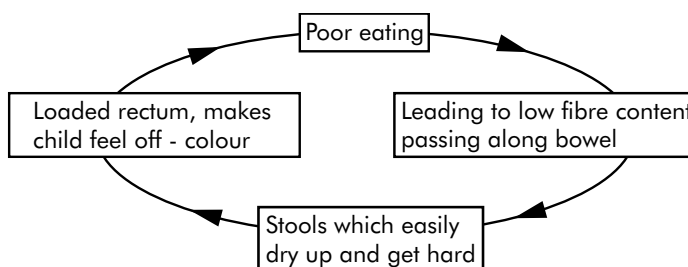 Poor eating
Leading to low fibre content
passing along bowel
Stools which easily
dry up and get hard
Loaded rectum, makes
child feel off - colour